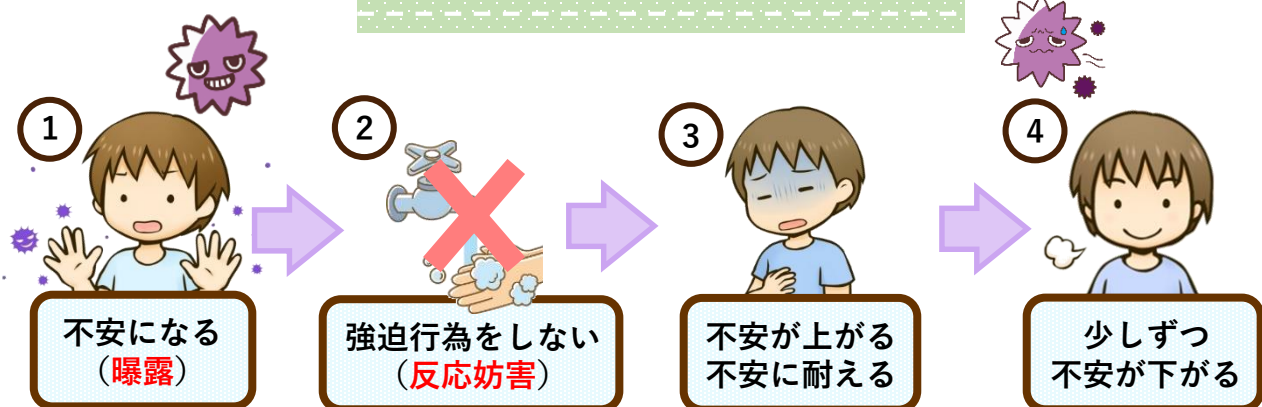 1
不安になる
（曝露）
2
強迫行為をしない
（反応妨害）
3
不安が上がる
不安に耐える
4
少しずつ
不安が下がる